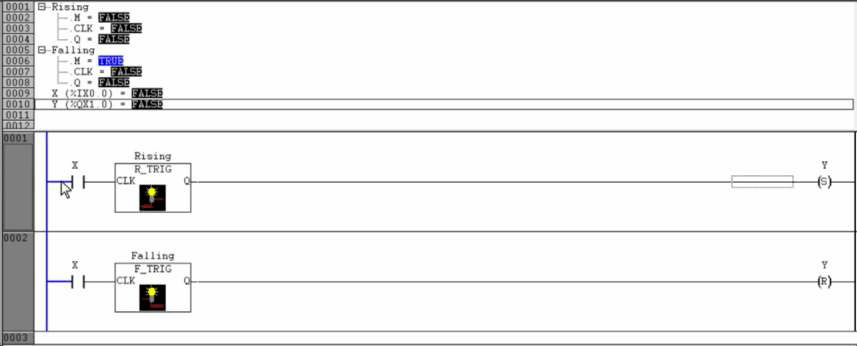 0001 Rising
0002 .M = FALSE
0003 .CLK = FALSE
0004 .Q = FALSE
0005 Falling
0006 .M = TRUE
0007 .CLK = FALSE
0008 .Q = FALSE
0009 X (%IX0.0) = FALSE
0010 Y (%QX1.0) = FALSE
0011
0012
0001
Rising
X R_TRIG Y
CLK Q (S)
0002
Falling
X F_TRIG Y
CLK Q (R)
0003